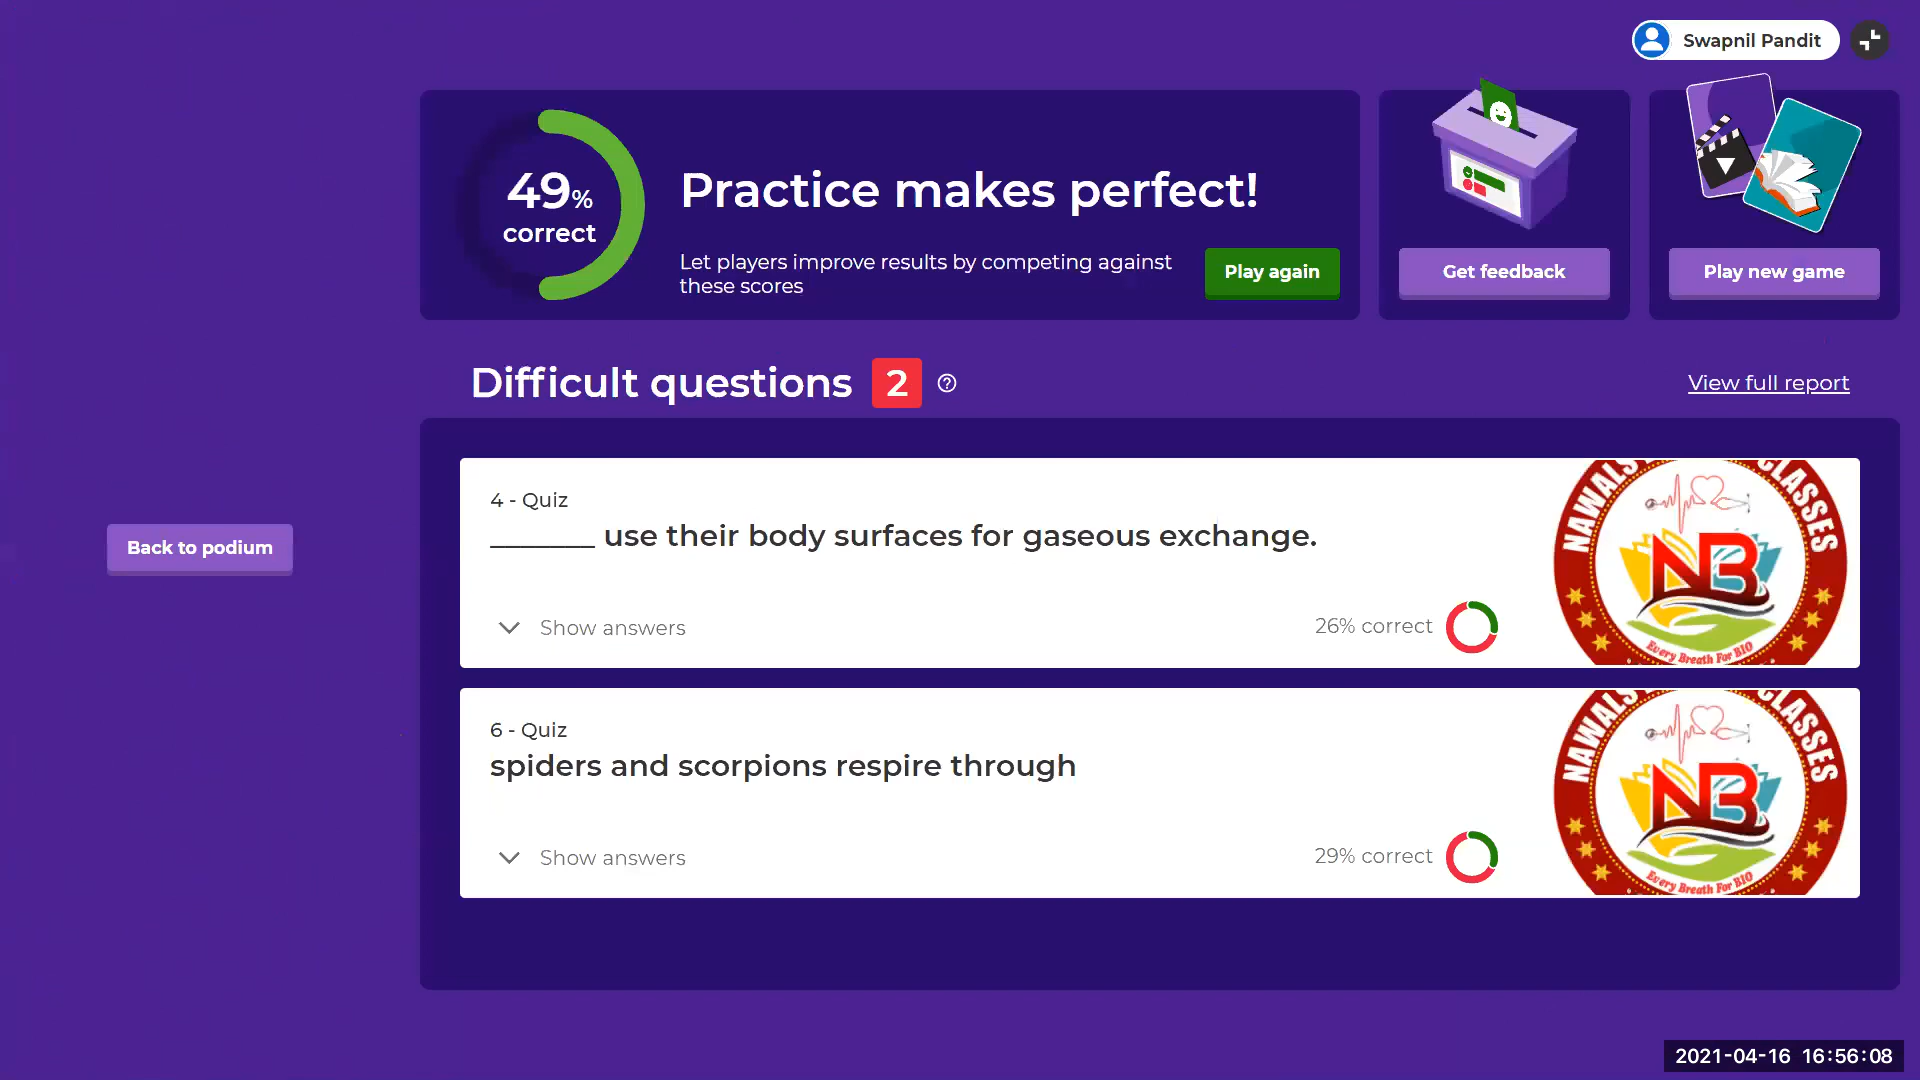 Swapnil Pandit
49%
correct
Practice makes perfect!
Let players improve results by competing against
these scores
Play again
Get feedback
Play new game
Difficult questions 2 ?
View full report
Back to podium
4 - Quiz
_______ use their body surfaces for gaseous exchange.
Show answers
26% correct
NAWALS CLASSES
NB
Every Breath For BIO
6 - Quiz
spiders and scorpions respire through
Show answers
29% correct
NAWALS CLASSES
NB
Every Breath For BIO
2021-04-16 16:56:08